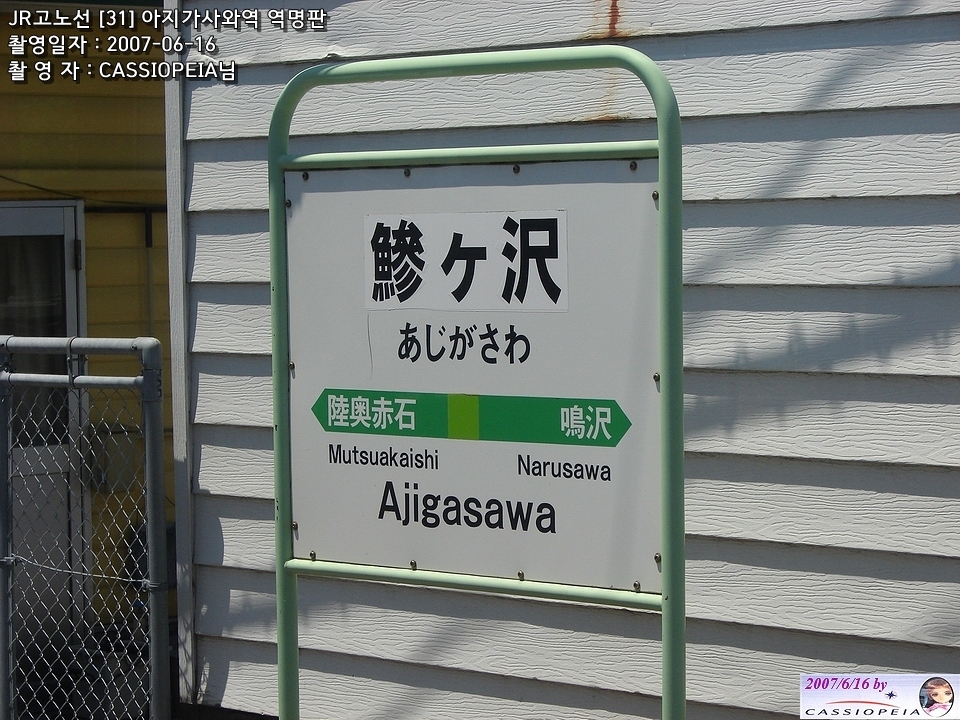 JR고노선 [31] 아지가사와역 역명판
촬영일자 : 2007-06-16
촬 영 자 : CASSIOPEIA님
鰺ヶ沢
あじがさわ
陸奥赤石 鳴沢
Mutsuakaishi Narusawa
Ajigasawa
2007/6/16 by
CASSIOPEIA